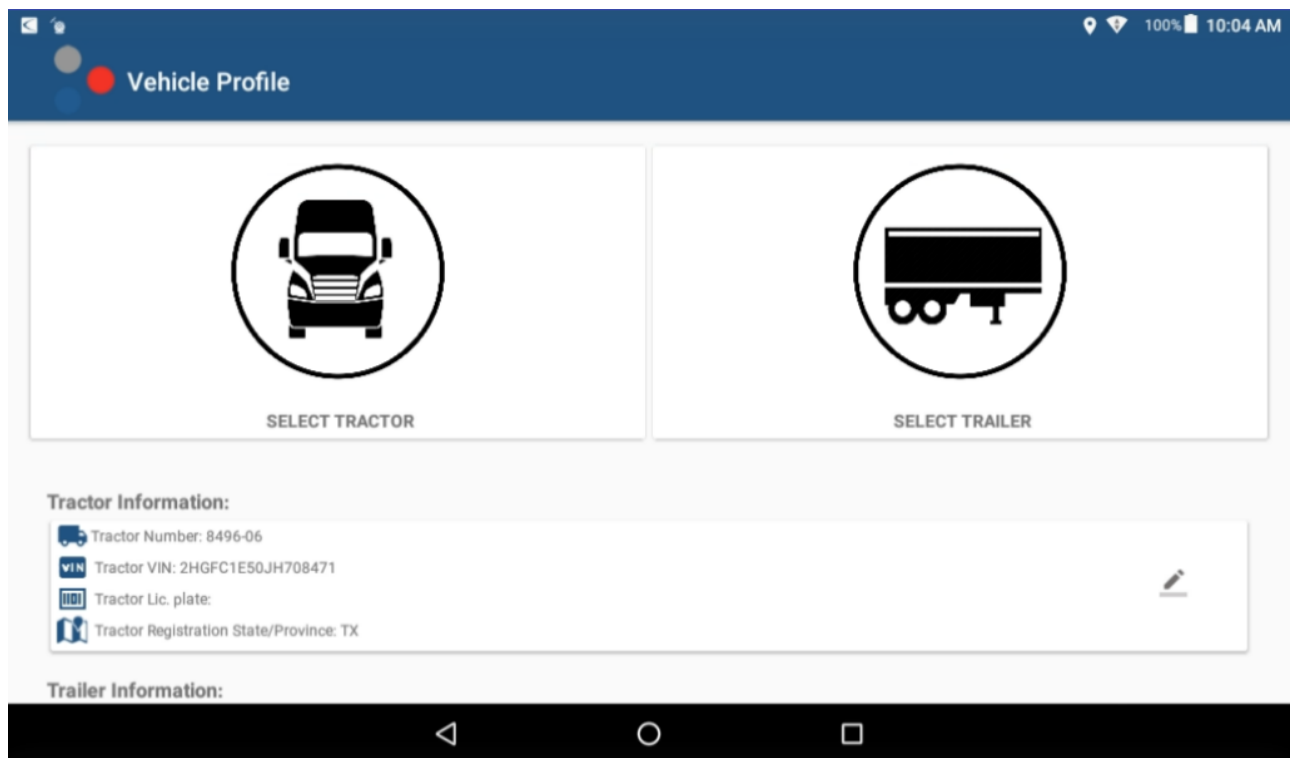 100% 10:04 AM
Vehicle Profile
SELECT TRACTOR
SELECT TRAILER
Tractor Information:
Tractor Number: 8496-06
VIN Tractor VIN: 2HGFC1E50JH708471
Tractor Lic. plate:
Tractor Registration State/Province: TX
Trailer Information: